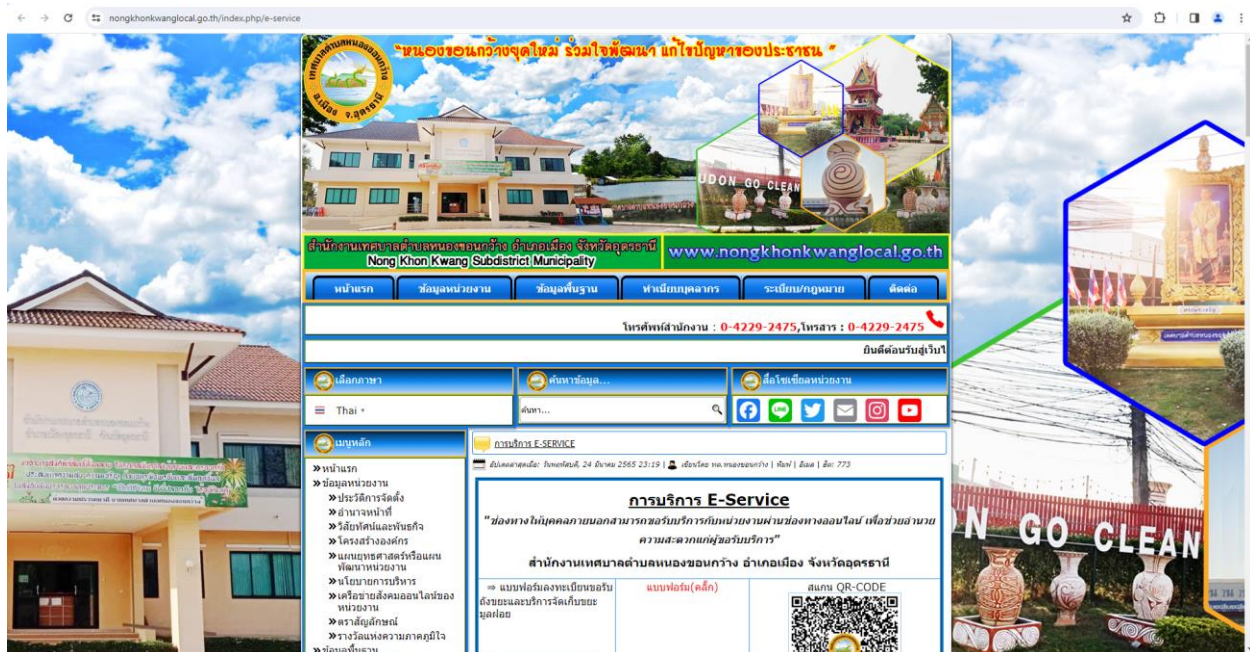 nongkhonkwanglocal.go.th/index.php/e-service
เทศบาลตำบลหนองขอนกว้าง
อ.เมือง จ.อุดรธานี
"หนองขอนกว้างยุคใหม่ ร่วมใจพัฒนา แก้ไขปัญหาของประชาชน "
UDON GO CLEAN
สำนักงานเทศบาลตำบลหนองขอนกว้าง อำเภอเมือง จังหวัดอุดรธานี
Nong Khon Kwang Subdistrict Municipality
www.nongkhonkwanglocal.go.th
หน้าแรก ข้อมูลหน่วยงาน ข้อมูลพื้นฐาน ทำเนียบบุคลากร ระเบียบ/กฎหมาย ติดต่อ
โทรศัพท์สำนักงาน : 0-4229-2475,โทรสาร : 0-4229-2475
ยินดีต้อนรับสู่เว็บไ
เลือกภาษา ค้นหาข้อมูล... สื่อโซเชียลหน่วยงาน
Thai ค้นหา...
เมนูหลัก
»หน้าแรก
»ข้อมูลหน่วยงาน
»ประวัติการจัดตั้ง
»อำนาจหน้าที่
»วิสัยทัศน์และพันธกิจ
»โครงสร้างองค์กร
»แผนยุทธศาสตร์หรือแผน
พัฒนาหน่วยงาน
»นโยบายการบริหาร
»เครือข่ายสังคมออนไลน์ของ
หน่วยงาน
»ตราสัญลักษณ์
»รางวัลแห่งความภาคภูมิใจ
»ข้อมูลพื้นฐาน
การบริการ E-SERVICE
อัปเดตล่าสุดเมื่อ: วันพฤหัสบดี, 24 มีนาคม 2565 23:19 | เขียนโดย ทต.หนองขอนกว่าง | พิมพ์ | อีเมล | ฮิต: 773
การบริการ E-Service
"ช่องทางให้บุคคลภายนอกสามารถขอรับบริการกับหน่วยงานผ่านช่องทางออนไลน์ เพื่อช่วยอำนวย
ความสะดวกแก่ผู้ขอรับบริการ"
สำนักงานเทศบาลตำบลหนองขอนกว้าง อำเภอเมือง จังหวัดอุดรธานี
⇒ แบบฟอร์มลงทะเบียนขอรับ
ถังขยะและบริการจัดเก็บขยะ
มูลฝอย
แบบฟอร์ม(คลิ๊ก)
สแกน QR-CODE
N GO CLEAN